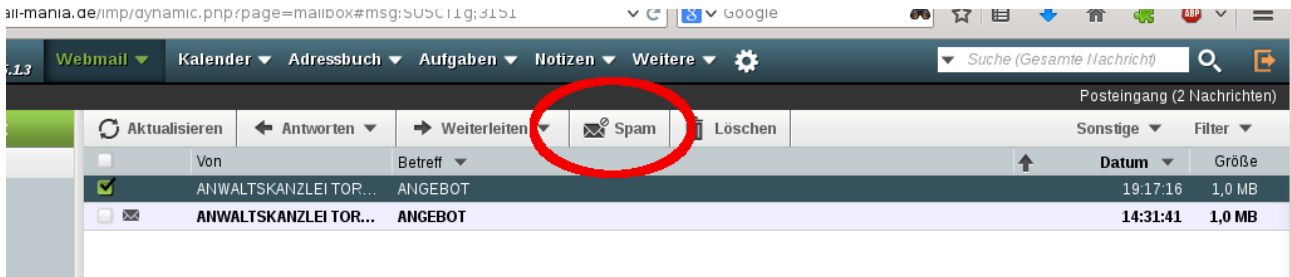 ail-mania.de/imp/dynamic.php?page=mailbox#msg:SU5CT1g;3151 Google ABP
5.1.3 Webmail Kalender Adressbuch Aufgaben Notizen Weitere Suche (Gesamte Nachricht)
Posteingang (2 Nachrichten)
Aktualisieren Antworten Weiterleiten Spam Löschen Sonstige Filter
Von Betreff Datum Größe
ANWALTSKANZLEI TOR... ANGEBOT 19:17:16 1,0 MB
ANWALTSKANZLEI TOR... ANGEBOT 14:31:41 1,0 MB